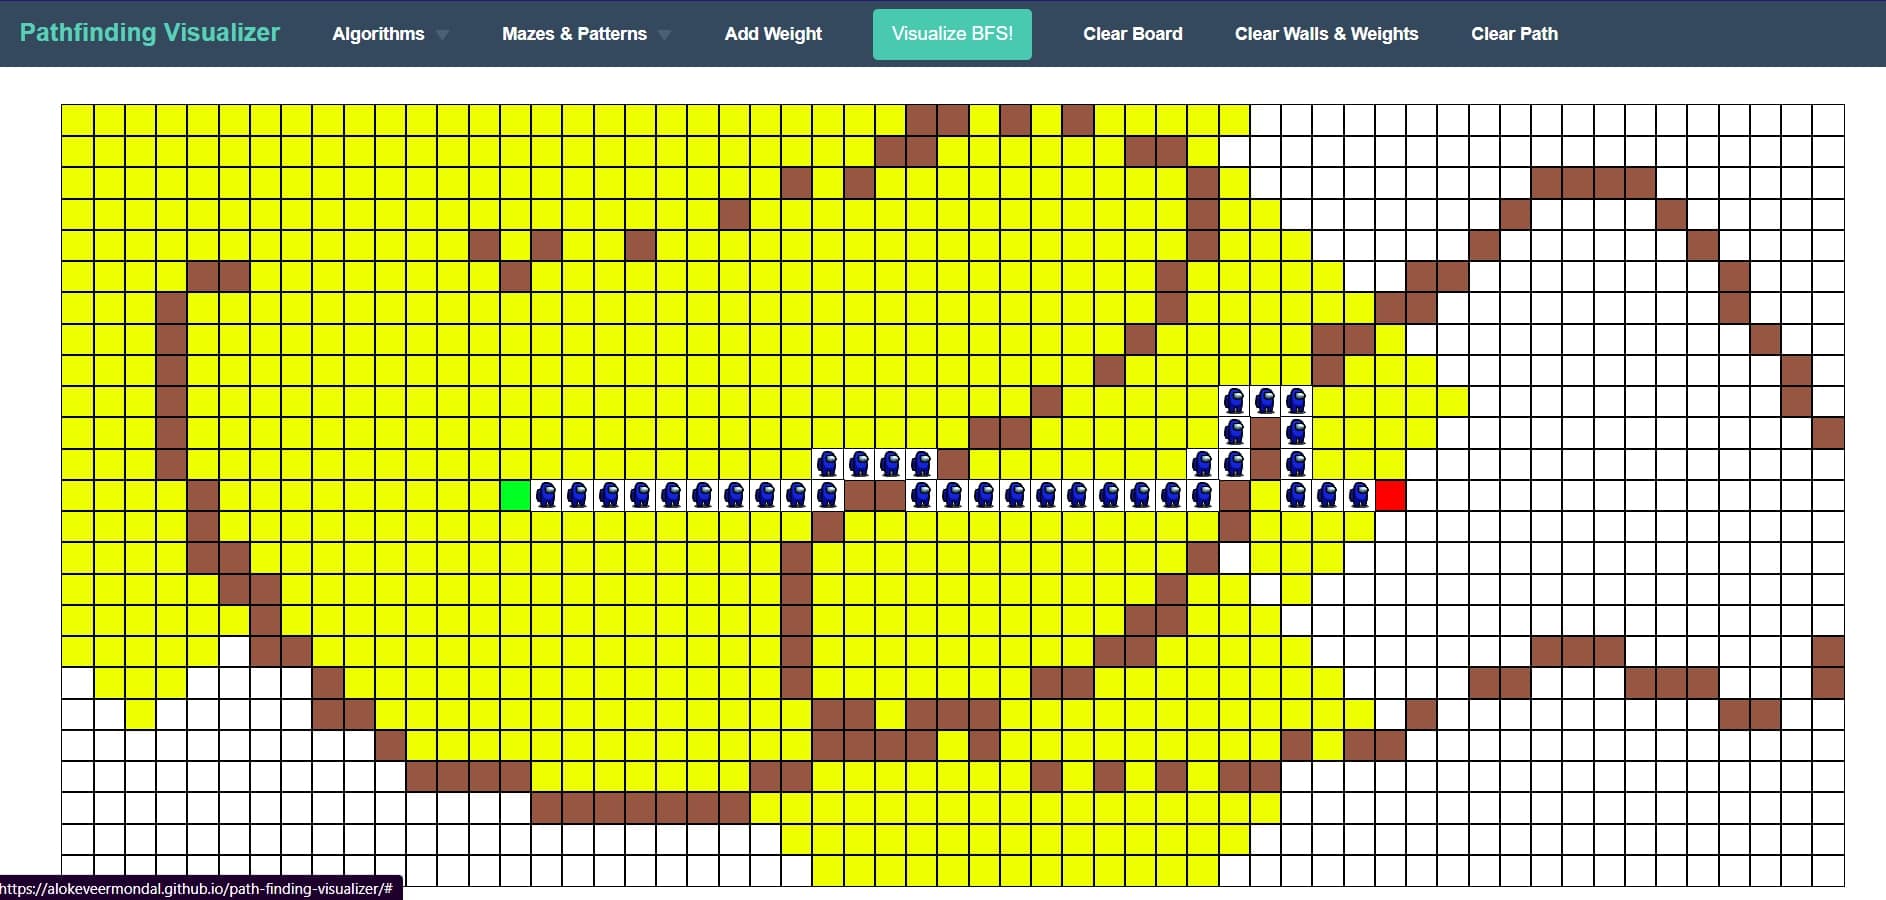 Pathfinding Visualizer Algorithms Mazes & Patterns Add Weight Visualize BFS! Clear Board Clear Walls & Weights Clear Path
https://alokeveermondal.github.io/path-finding-visualizer/#